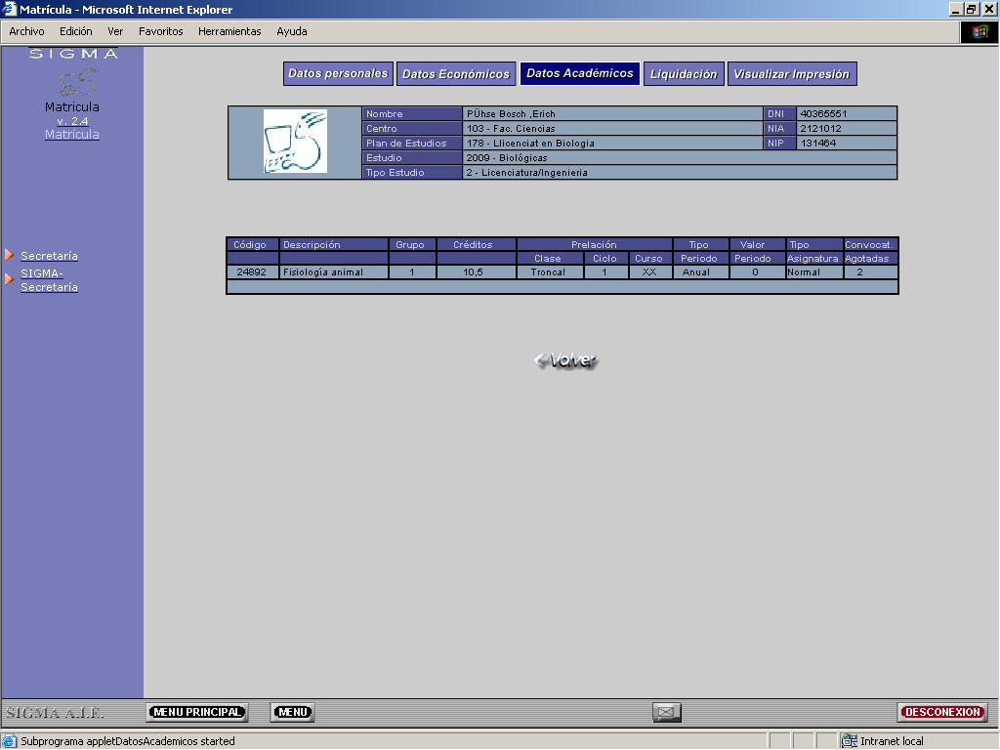 Matrícula - Microsoft Internet Explorer
Archivo Edición Ver Favoritos Herramientas Ayuda
SIGMA
Matricula
v. 2.4
Matrícula
Datos personales Datos Económicos Datos Académicos Liquidación Visualizar Impresión
Nombre PÜhse Bosch ,Erich DNI 40365551
Centro 103 - Fac. Ciencias NIA 2121012
Plan de Estudios 178 - Llicenciat en Biologia NIP 131464
Estudio 2009 - Biológicas
Tipo Estudio 2 - Licenciatura/Ingenieria
Código Descripción Grupo Créditos Prelación Tipo Valor Tipo Convocat.
Clase Ciclo Curso Periodo Periodo Asignatura Agotadas
24892 Fisiología animal 1 10,5 Troncal 1 XX Anual 0 Normal 2
Secretaría
SIGMA-
Secretaría
Volver
SIGMA A.I.E. MENU PRINCIPAL MENU DESCONEXION
Subprograma appletDatosAcademicos started Intranet local